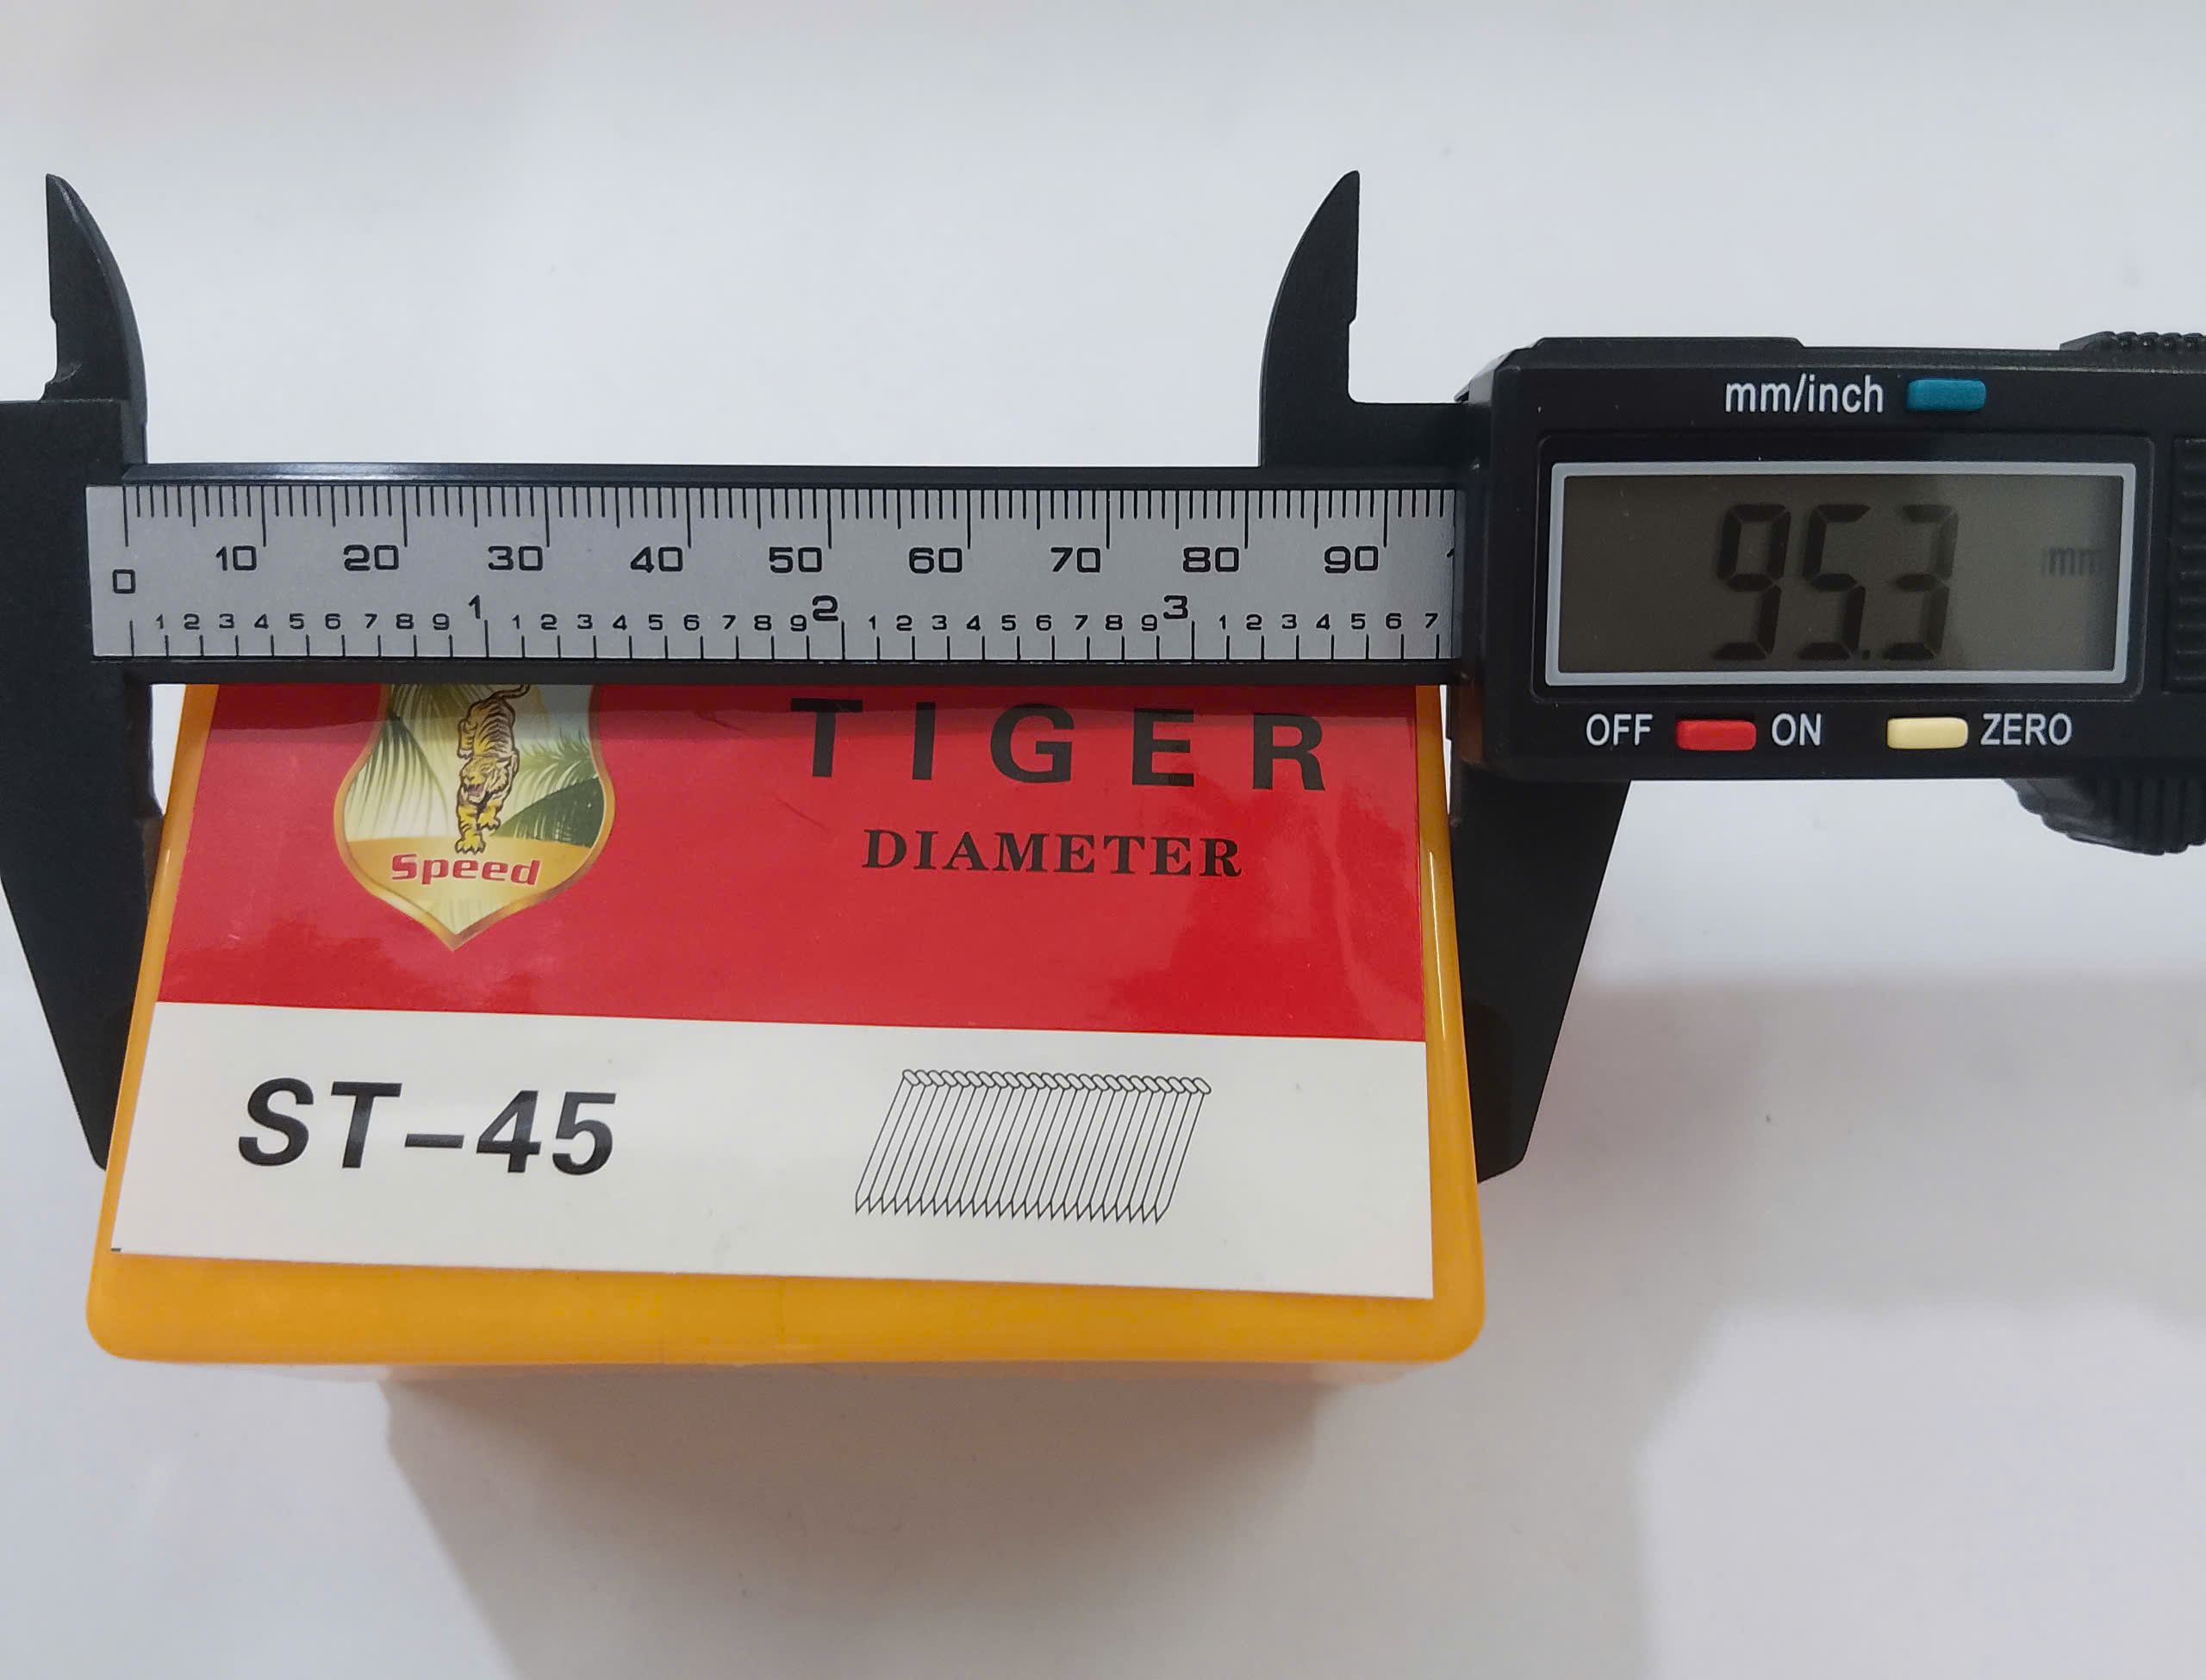 mm/inch
95.3 mm
10 20 30 40 50 60 70 80 90
0
1 2 3
1 2 3 4 5 6 7 8 9 1 2 3 4 5 6 7 8 9 1 2 3 4 5 6 7 8 9 1 2 3 4 5 6 7
OFF ON ZERO
TIGER
DIAMETER
Speed
ST-45